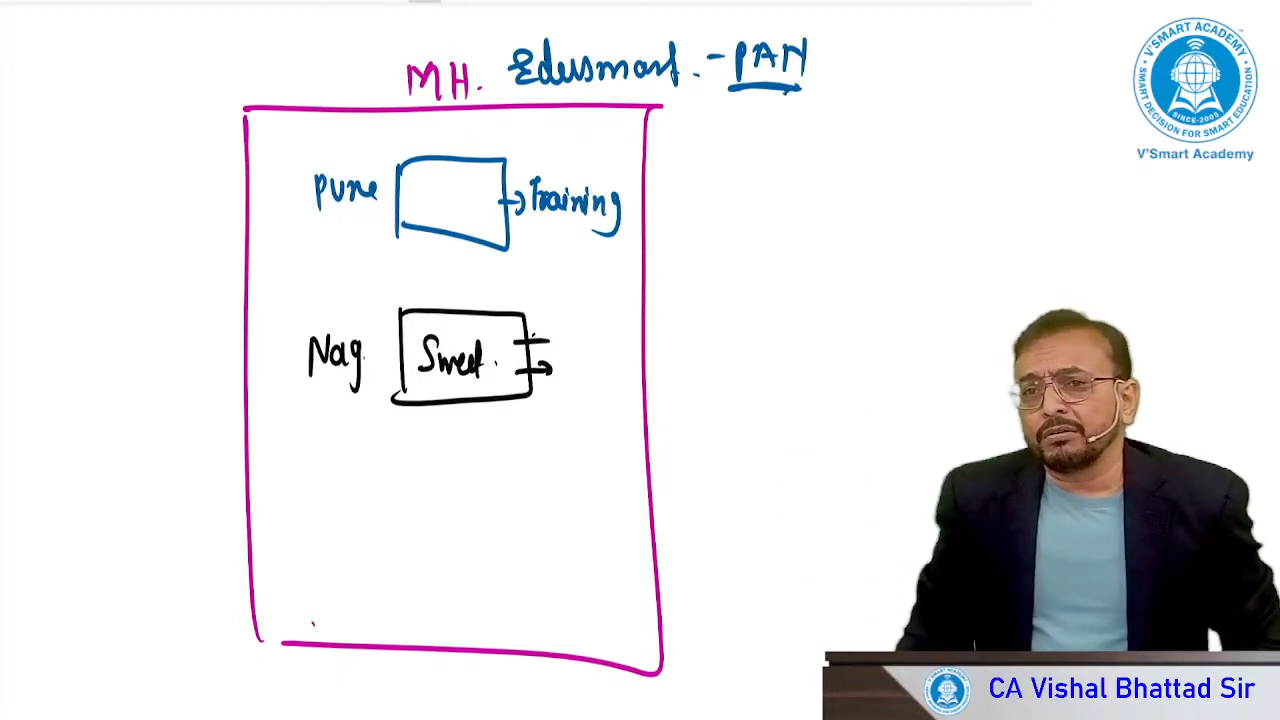 MH. Edusmart. - PAN
Pune
Training
Nag.
Sweet.
V'SMART ACADEMY
SMART DECISION FOR SMART EDUCATION
SINCE-2005
V'Smart Academy
CA Vishal Bhattad Sir